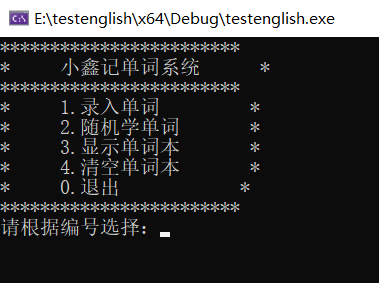 E:\testenglish\x64\Debug\testenglish.exe
************************
*     小鑫记单词系统      *
************************
*     1.录入单词         *
*     2.随机学单词       *
*     3.显示单词本       *
*     4.清空单词本       *
*     0.退出            *
************************
请根据编号选择: